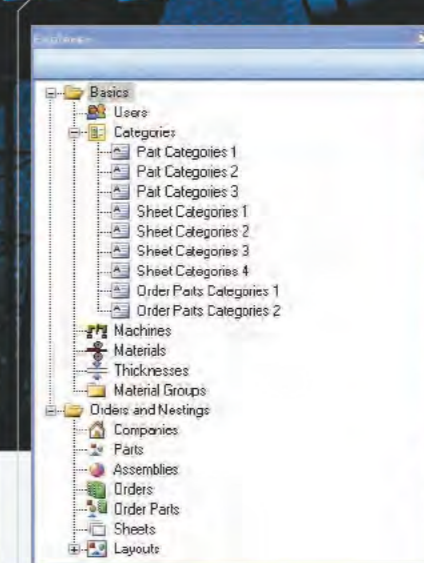 Explorer
Basics
Users
Categories
Part Categories 1
Part Categories 2
Part Categories 3
Sheet Categories 1
Sheet Categories 2
Sheet Categories 3
Sheet Categories 4
Order Parts Categories 1
Order Parts Categories 2
Machines
Materials
Thicknesses
Material Groups
Orders and Nestings
Companies
Parts
Assemblies
Orders
Order Parts
Sheets
Layouts